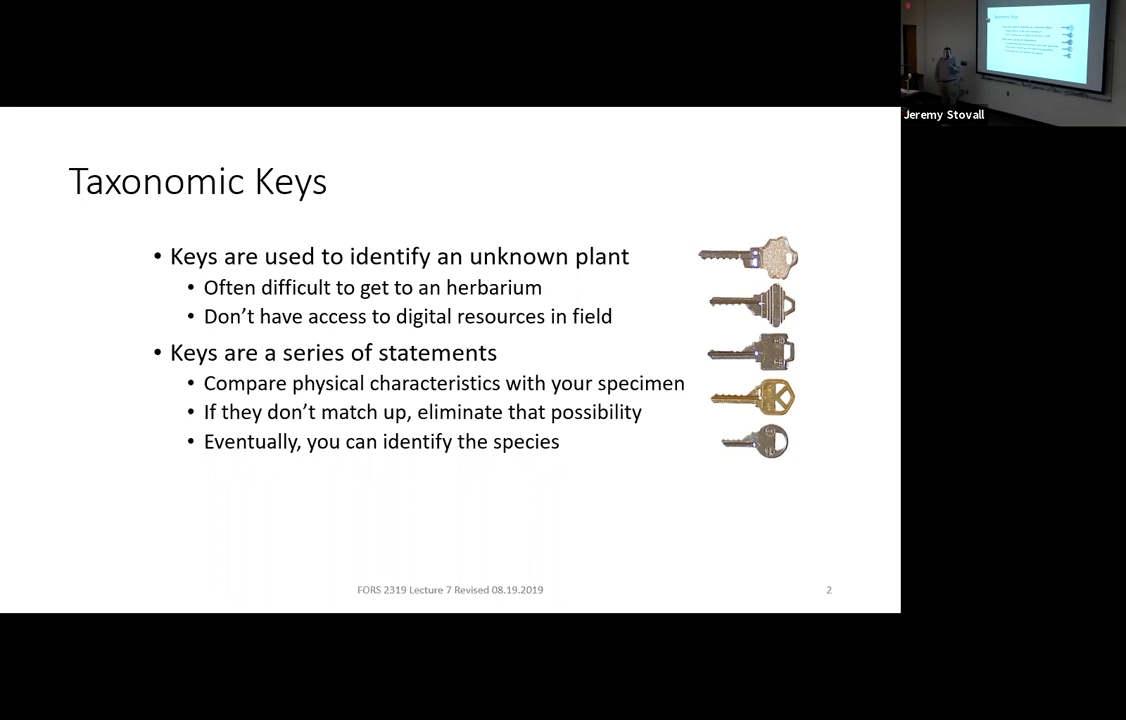 Jeremy Stovall
Taxonomic Keys
• Keys are used to identify an unknown plant
• Often difficult to get to an herbarium
• Don't have access to digital resources in field
• Keys are a series of statements
• Compare physical characteristics with your specimen
• If they don't match up, eliminate that possibility
• Eventually, you can identify the species
FORS 2319 Lecture 7 Revised 08.19.2019
2